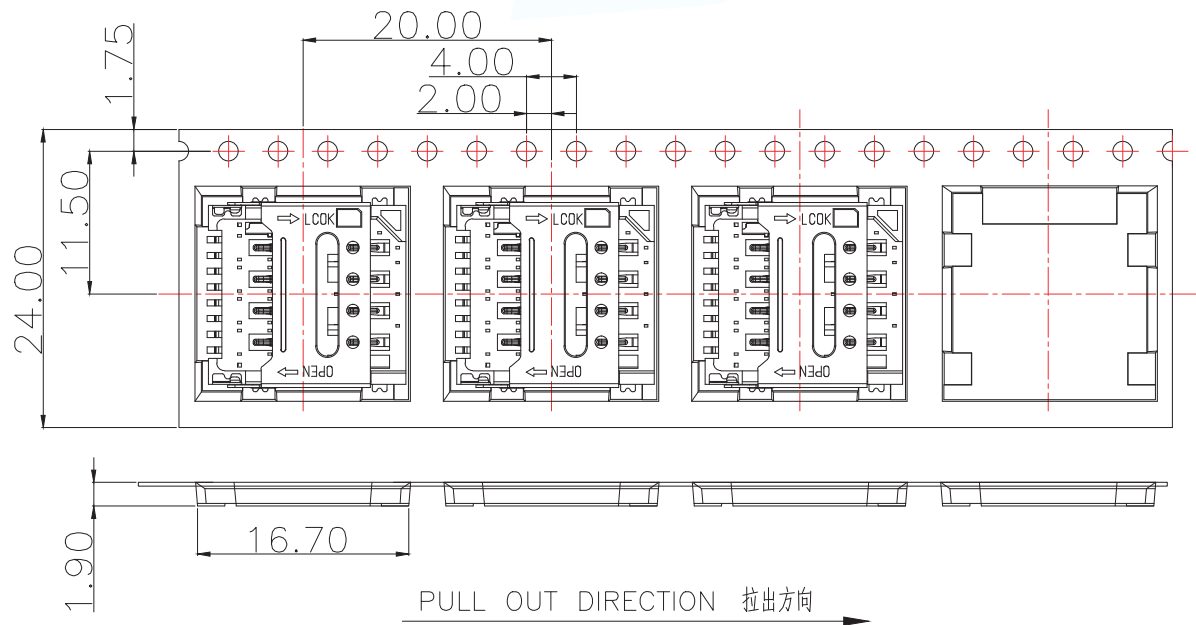 20.00
1.75
4.00
2.00
11.50
24.00
LCOK
LCOK
LCOK
OPEN
OPEN
OPEN
1.90
16.70
PULL OUT DIRECTION 拉出方向